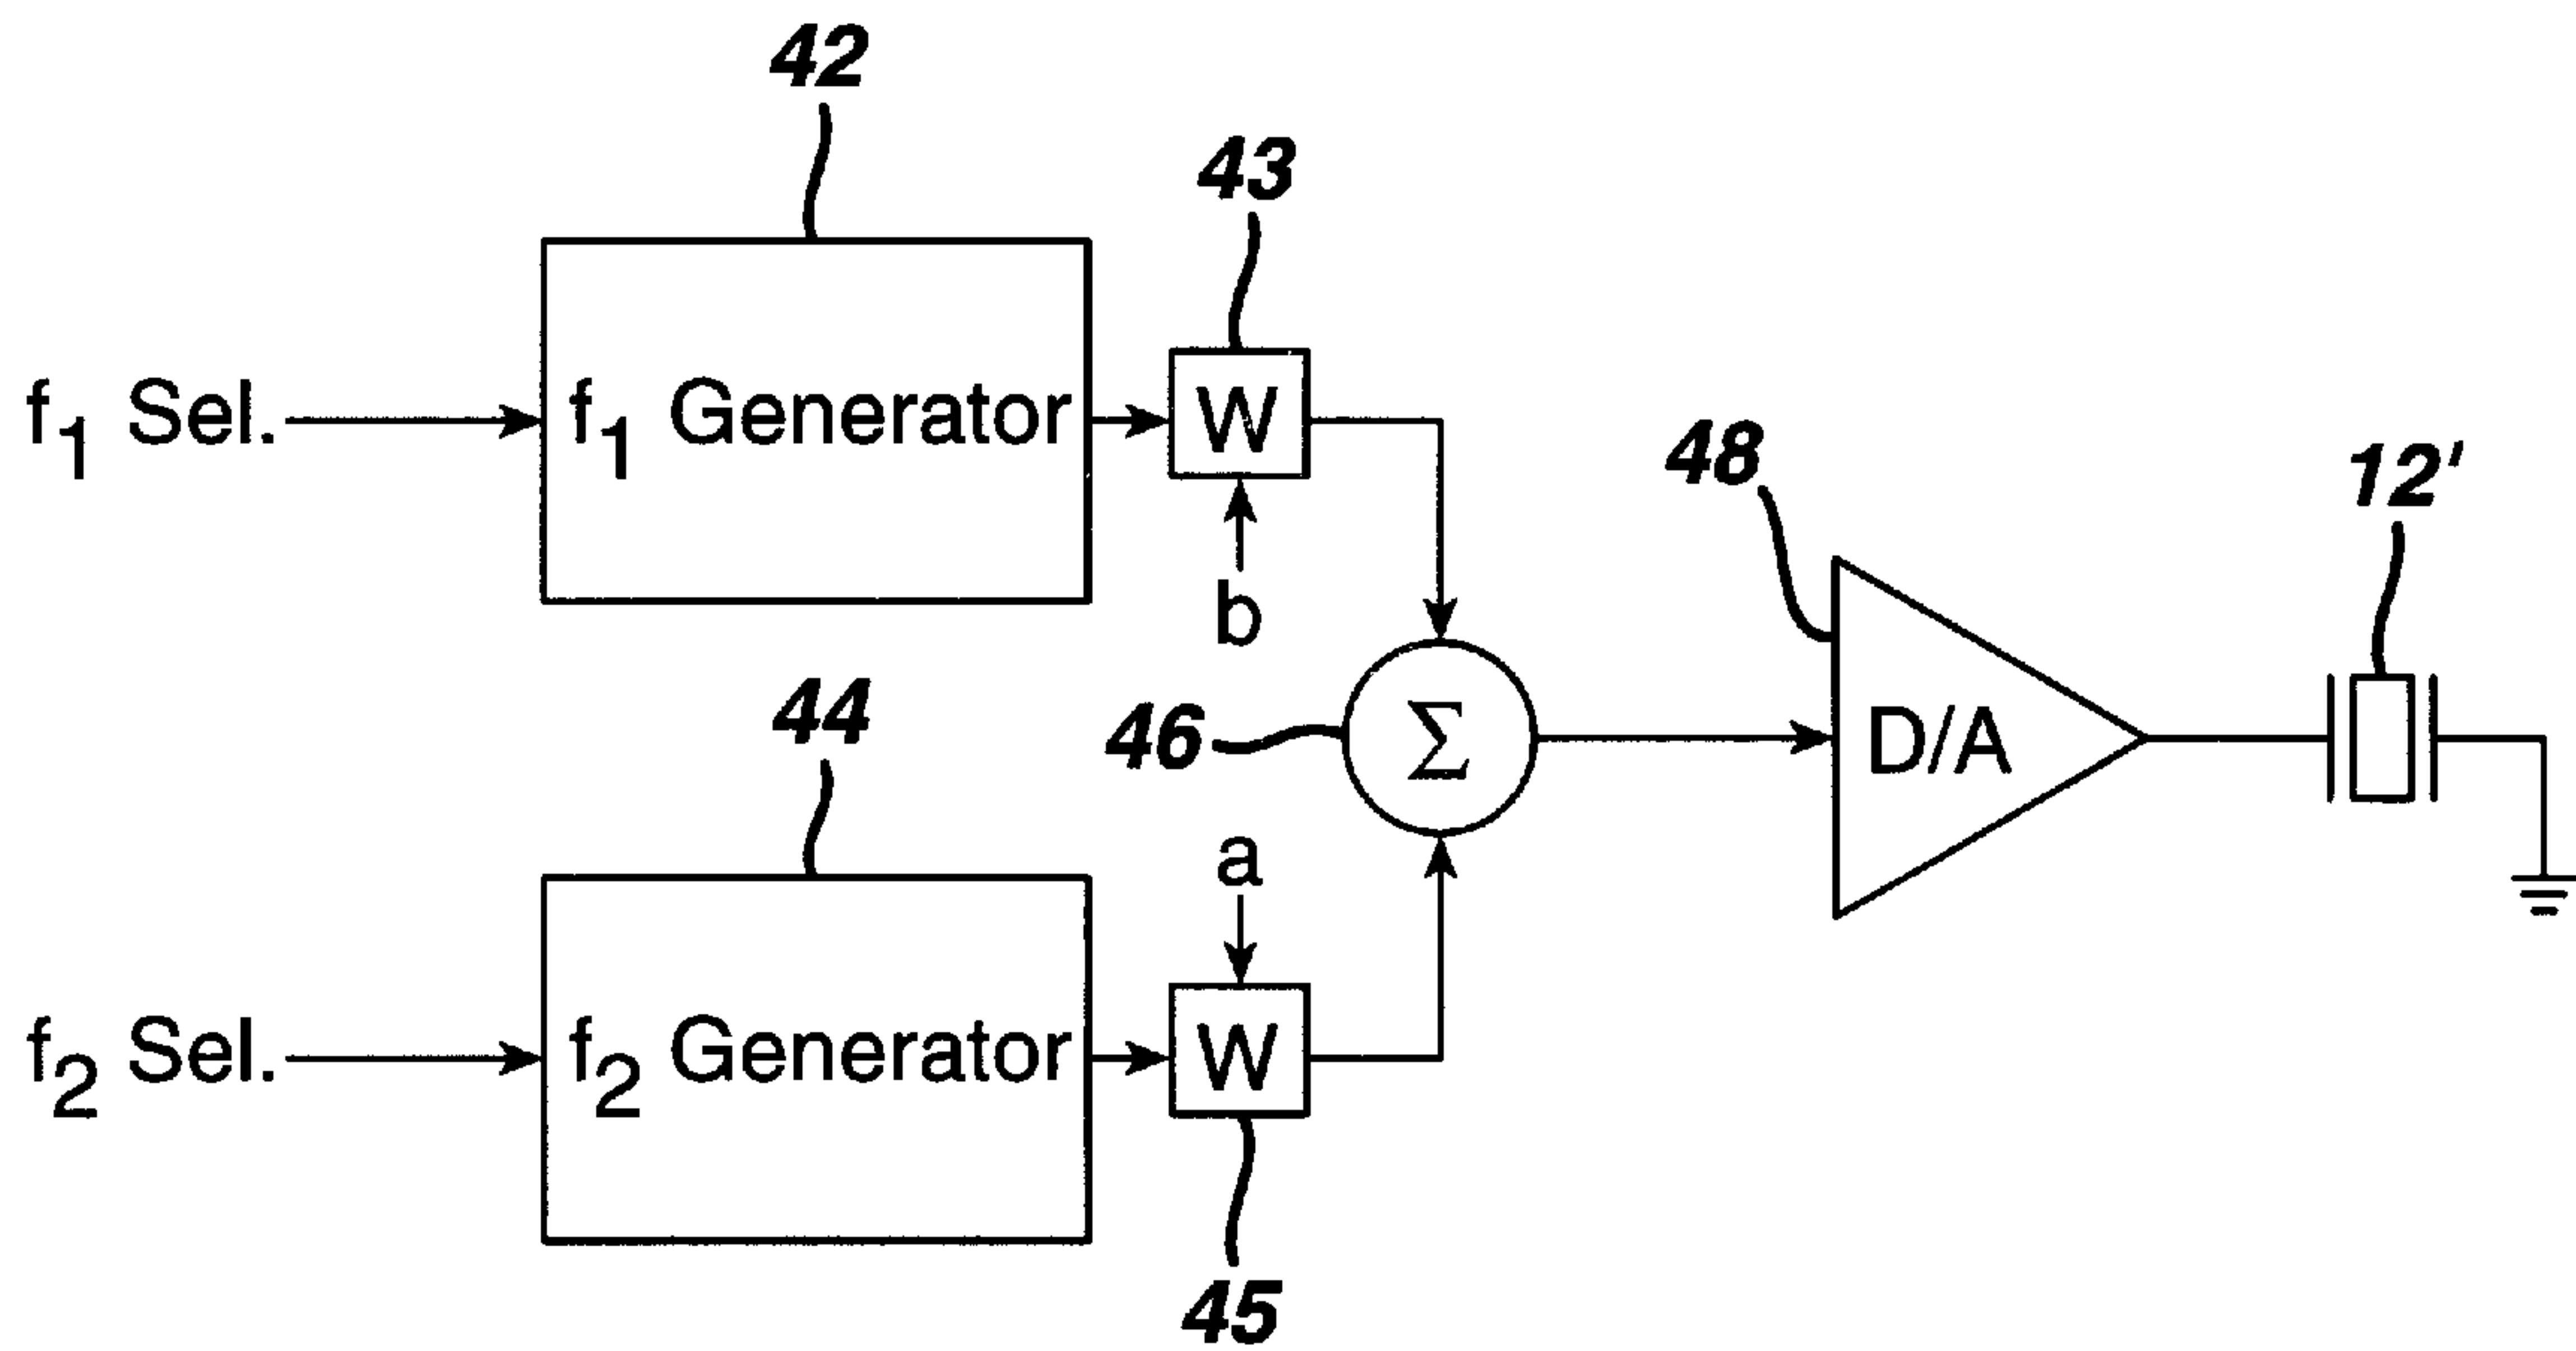 42
43
f₁ Sel.
f₁ Generator
W
48
12'
b
44
46
Σ
D/A
a
f₂ Sel.
f₂ Generator
W
45